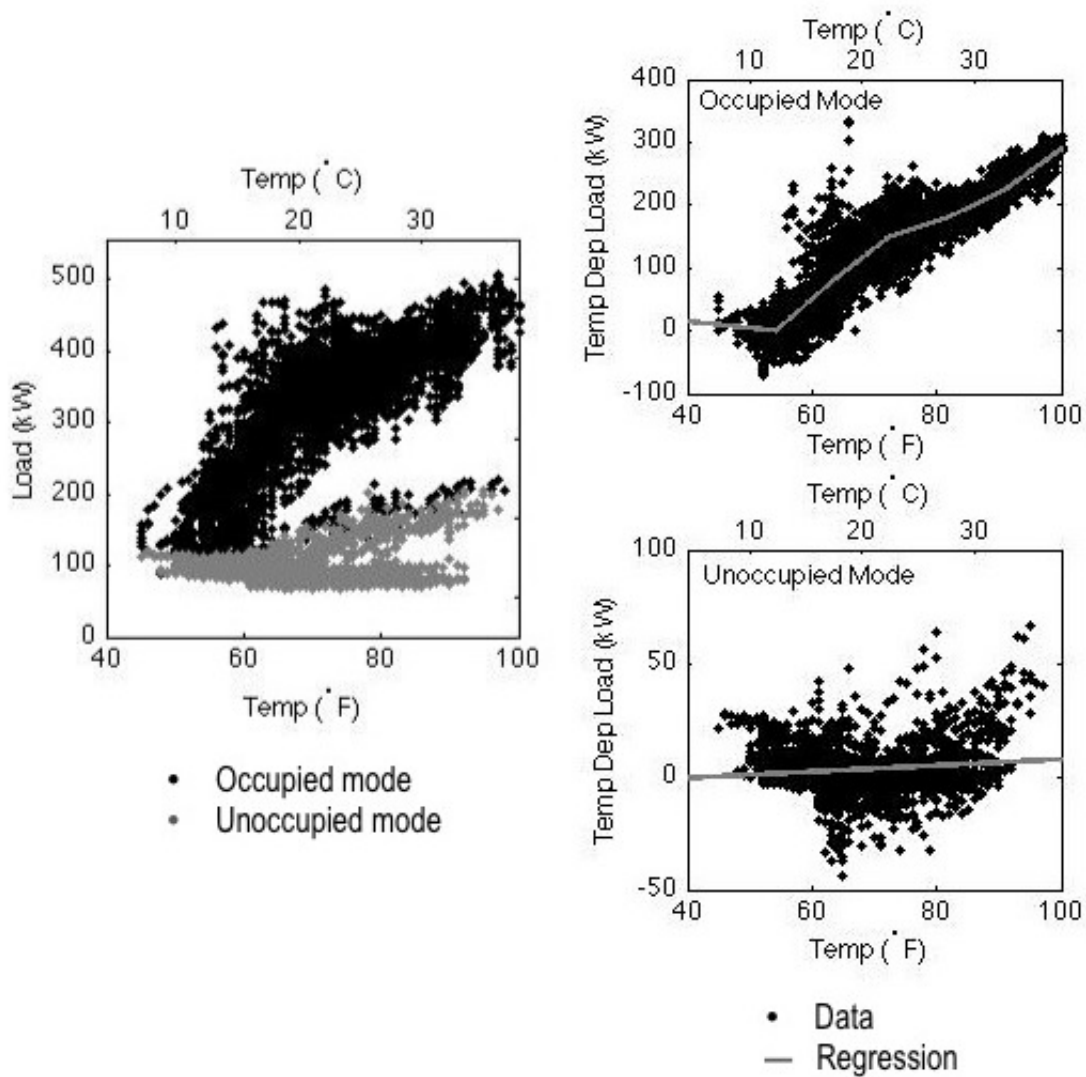 Temp (°C)
10 20 30
500
400
300
200
100
0
Load (kW)
40 60 80 100
Temp (°F)
Occupied mode
Unoccupied mode
Temp (°C)
10 20 30
400
300
200
100
0
-100
Temp Dep Load (kW)
Occupied Mode
40 60 80 100
Temp (°F)
Temp (°C)
10 20 30
100
50
0
-50
Temp Dep Load (kW)
Unoccupied Mode
40 60 80 100
Temp (°F)
Data
Regression